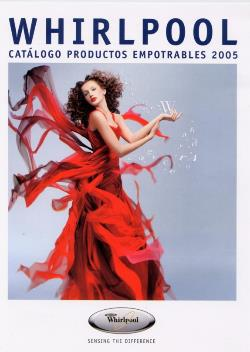 WHIRLPOOL
CATÁLOGO PRODUCTOS EMPOTRABLES 2005
W
Whirlpool
SENSING THE DIFFERENCE